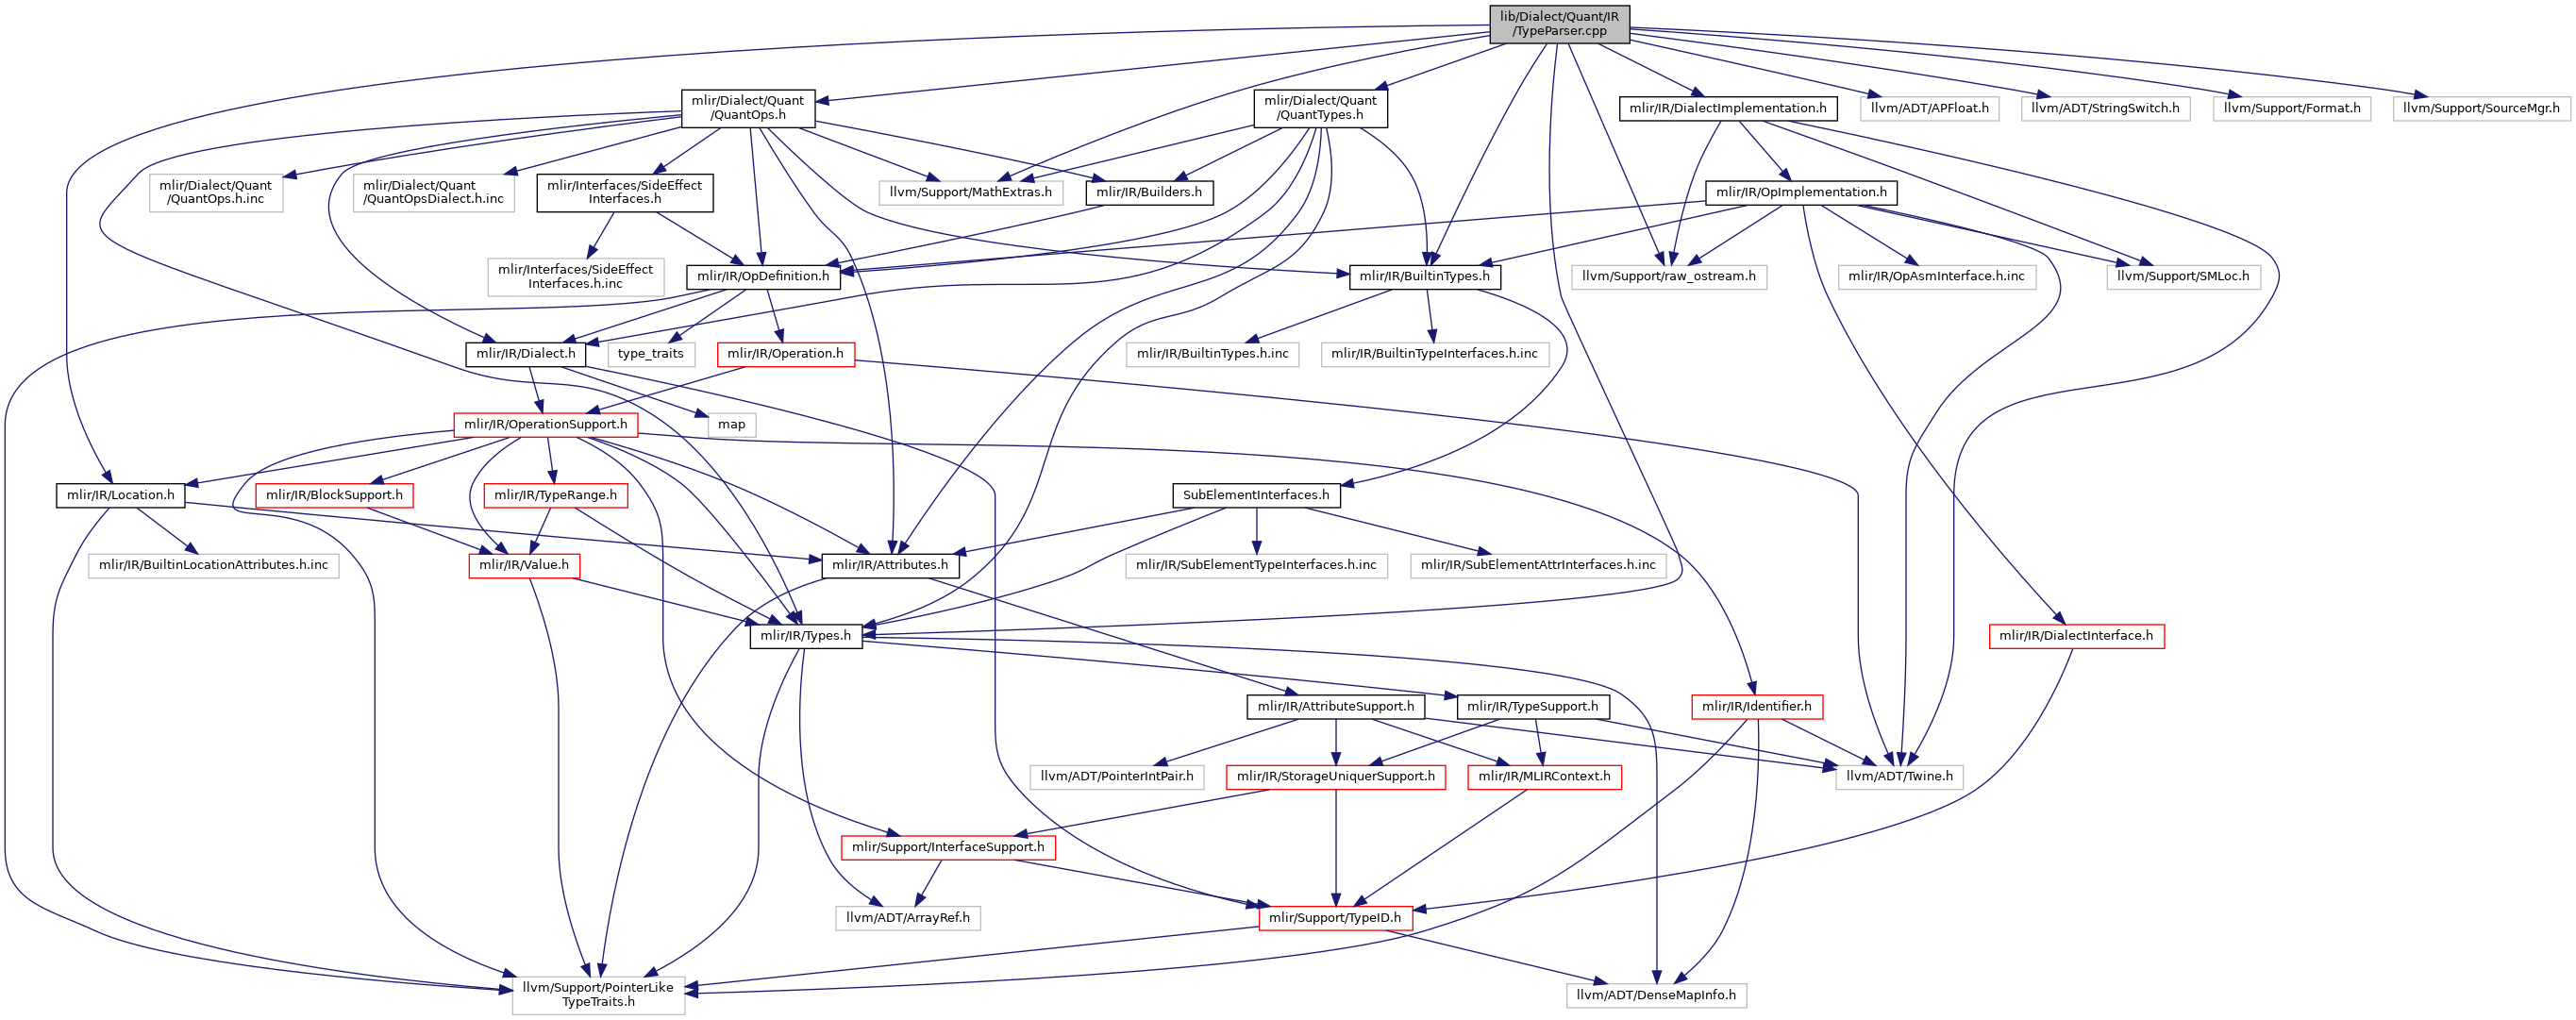 lib/Dialect/Quant/IR
/TypeParser.cpp
mlir/Dialect/Quant
/QuantOps.h
mlir/Dialect/Quant
/QuantTypes.h
mlir/IR/DialectImplementation.h
llvm/ADT/APFloat.h
llvm/ADT/StringSwitch.h
llvm/Support/Format.h
llvm/Support/SourceMgr.h
mlir/Dialect/Quant
/QuantOps.h.inc
mlir/Dialect/Quant
/QuantOpsDialect.h.inc
mlir/Interfaces/SideEffect
Interfaces.h
llvm/Support/MathExtras.h
mlir/IR/Builders.h
mlir/IR/OpImplementation.h
mlir/Interfaces/SideEffect
Interfaces.h.inc
mlir/IR/OpDefinition.h
mlir/IR/BuiltinTypes.h
llvm/Support/raw_ostream.h
mlir/IR/OpAsmInterface.h.inc
llvm/Support/SMLoc.h
mlir/IR/Dialect.h
type_traits
mlir/IR/Operation.h
mlir/IR/BuiltinTypes.h.inc
mlir/IR/BuiltinTypeInterfaces.h.inc
mlir/IR/OperationSupport.h
map
mlir/IR/Location.h
mlir/IR/BlockSupport.h
mlir/IR/TypeRange.h
SubElementInterfaces.h
mlir/IR/BuiltinLocationAttributes.h.inc
mlir/IR/Value.h
mlir/IR/Attributes.h
mlir/IR/SubElementTypeInterfaces.h.inc
mlir/IR/SubElementAttrInterfaces.h.inc
mlir/IR/Types.h
mlir/IR/DialectInterface.h
mlir/IR/AttributeSupport.h
mlir/IR/TypeSupport.h
mlir/IR/Identifier.h
llvm/ADT/PointerIntPair.h
mlir/IR/StorageUniquerSupport.h
mlir/IR/MLIRContext.h
llvm/ADT/Twine.h
mlir/Support/InterfaceSupport.h
llvm/ADT/ArrayRef.h
mlir/Support/TypeID.h
llvm/Support/PointerLike
TypeTraits.h
llvm/ADT/DenseMapInfo.h